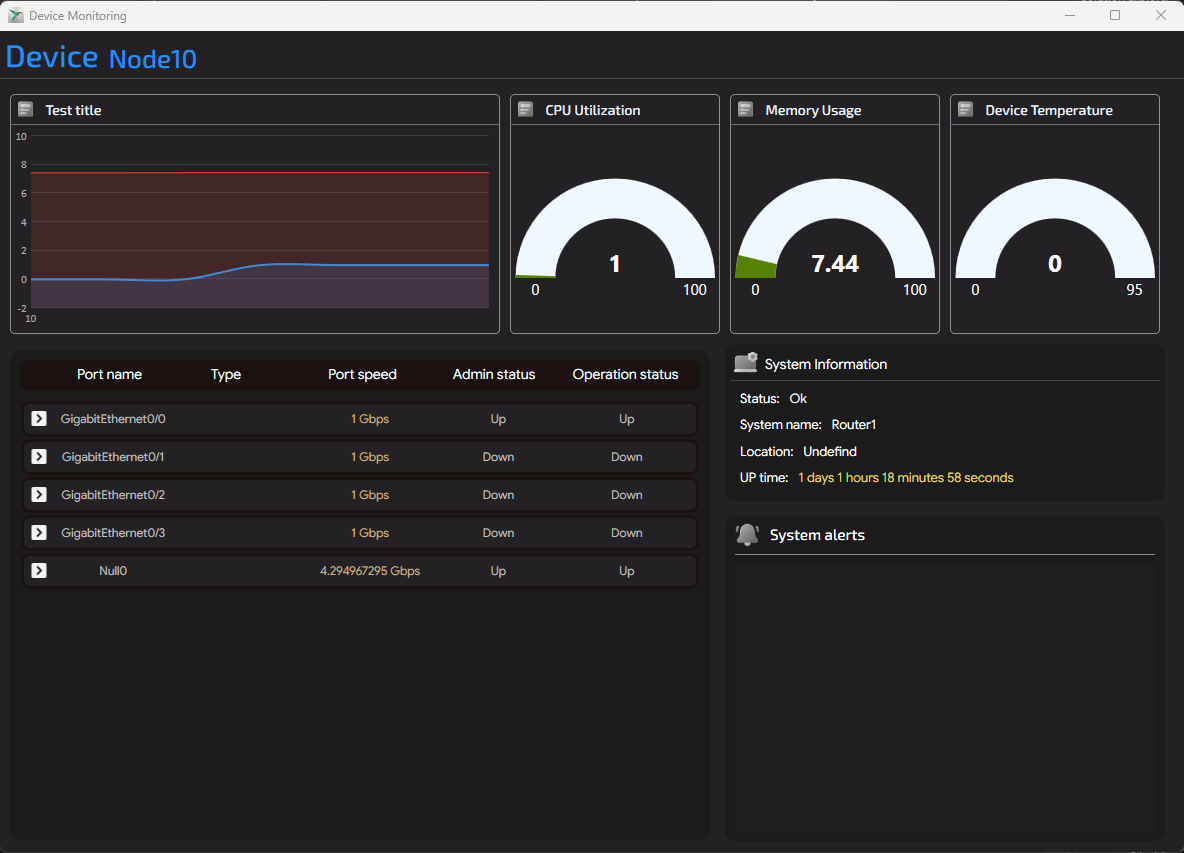 Device Monitoring
Device Node10
Test title
10
8
6
4
2
0
-2
10
CPU Utilization
1
0 100
Memory Usage
7.44
0 100
Device Temperature
0
0 95
Port name Type Port speed Admin status Operation status
GigabitEthernet0/0 1 Gbps Up Up
GigabitEthernet0/1 1 Gbps Down Down
GigabitEthernet0/2 1 Gbps Down Down
GigabitEthernet0/3 1 Gbps Down Down
Null0 4.294967295 Gbps Up Up
System Information
Status: Ok
System name: Router1
Location: Undefind
UP time: 1 days 1 hours 18 minutes 58 seconds
System alerts